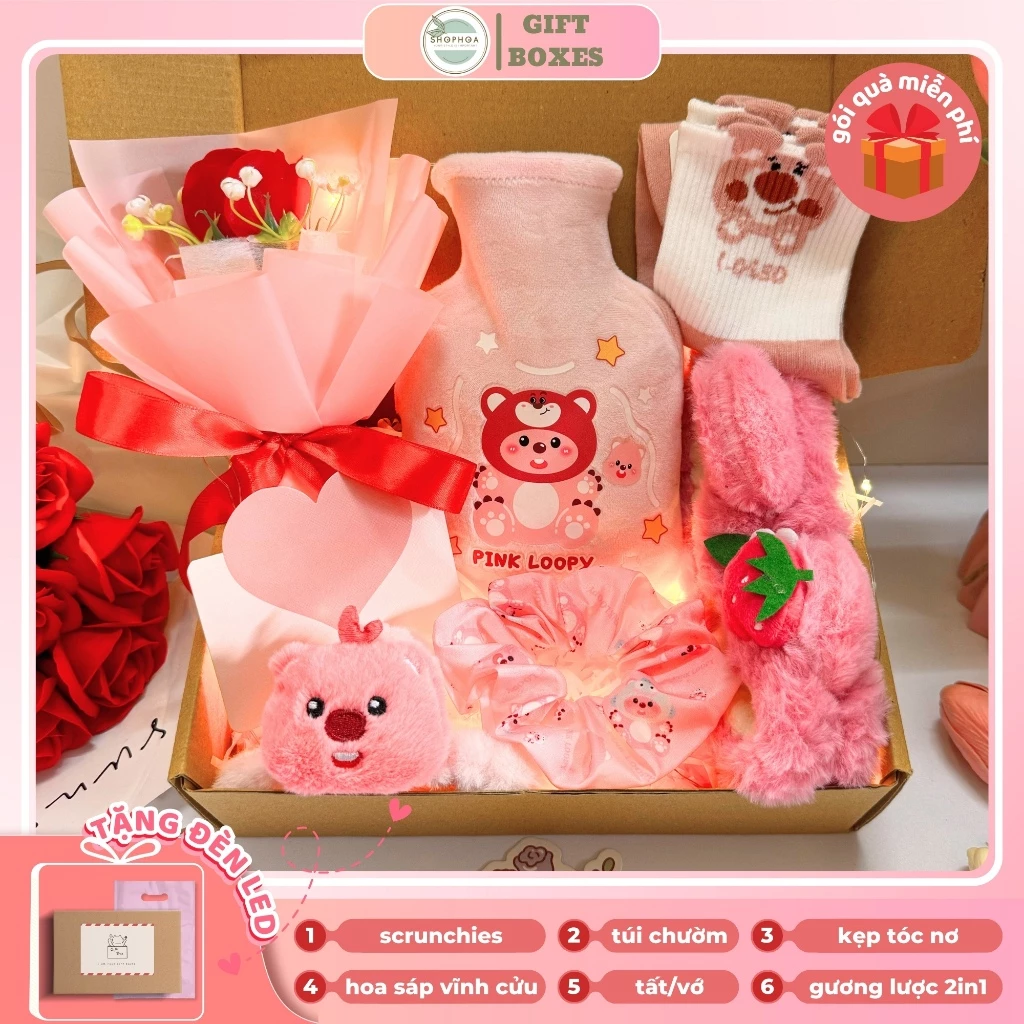 SHOPHOA
GIFT
BOXES
gói quà miễn phí
PINK LOOPY
TẶNG ĐÈN LED
1 scrunchies
2 túi chườm
3 kẹp tóc nơ
4 hoa sáp vĩnh cửu
5 tất/vớ
6 gương lược 2in1